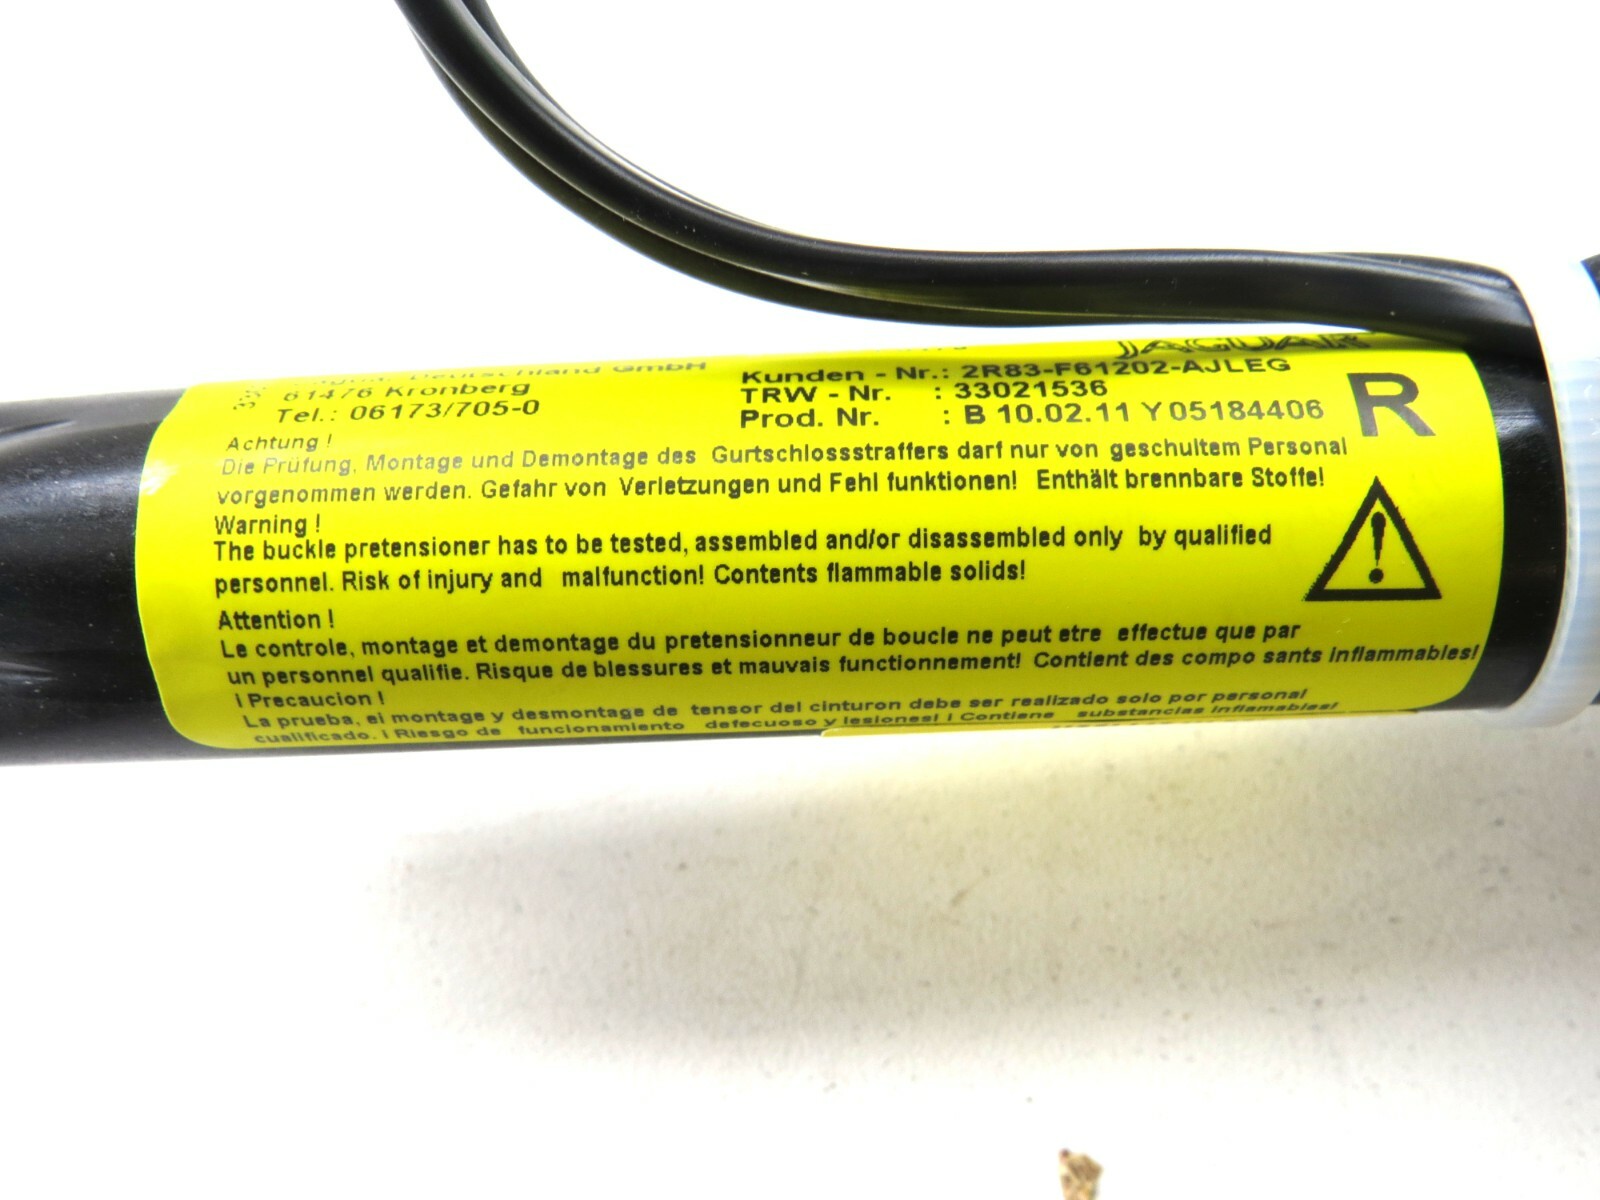 JAGUAR
Deutschland GmbH
61476 Kronberg
Tel.: 06173/705-0
Kunden - Nr.: 2R83-F61202-AJLEG
TRW - Nr. : 33021536
Prod. Nr. : B 10.02.11 Y 05184406
R
Achtung !
Die Prüfung, Montage und Demontage des Gurtschlossstraffers darf nur von geschultem Personal
vorgenommen werden. Gefahr von Verletzungen und Fehl funktionen! Enthält brennbare Stoffe!
Warning !
The buckle pretensioner has to be tested, assembled and/or disassembled only by qualified
personnel. Risk of injury and malfunction! Contents flammable solids!
Attention !
Le controle, montage et demontage du pretensionneur de boucle ne peut etre effectue que par
un personnel qualifie. Risque de blessures et mauvais functionnement! Contient des compo sants inflammables!
¡ Precaucion !
La prueba, ei montage y desmontage de tensor del cinturon debe ser realizado solo por personal
cualificado. ¡ Riesgo de funcionamiento defecuoso y lesiones! ¡ Contiene substancias inflamables!